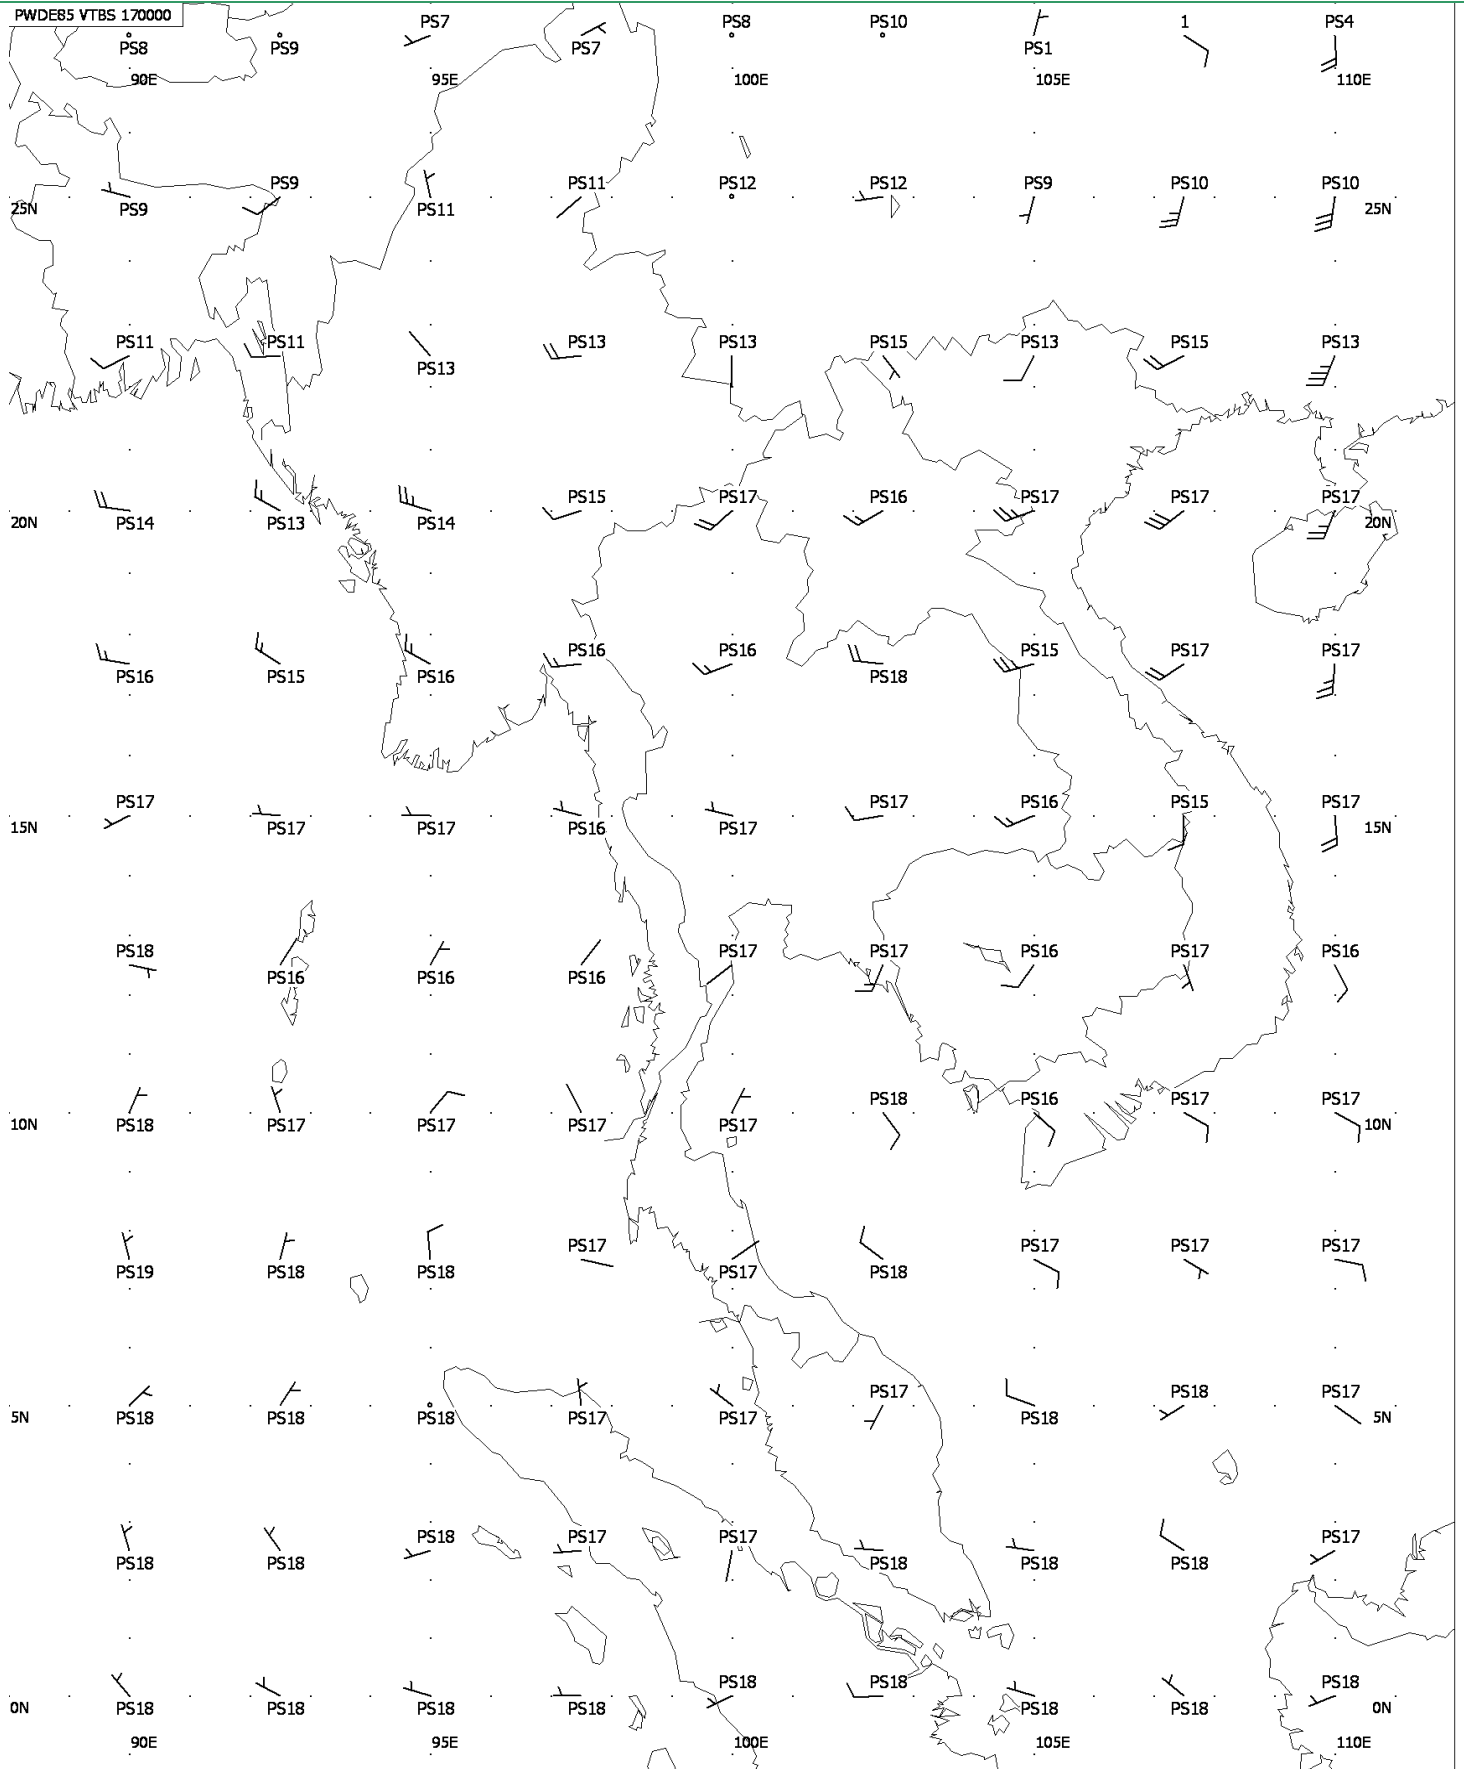 PWDE85 VTBS 170000
PS7 PS8 PS10 1 PS4
PS8 PS9 PS7 PS1
90E 95E 100E 105E 110E
PS9 PS11 PS12 PS12 PS9 PS10 PS10
25N PS9 PS11 25N
PS11 PS11 PS13 PS13 PS15 PS13 PS15 PS13
PS13
PS15 PS17 PS16 PS17 PS17 PS17
20N PS14 PS13 PS14 20N
PS16 PS16 PS15 PS17 PS17
PS16 PS15 PS16 PS18
PS17 PS17 PS16 PS15 PS17
15N PS17 PS17 PS16 PS17 15N
PS18 PS17 PS17 PS16 PS17 PS16
PS16 PS16 PS16
PS18 PS16 PS17 PS17
10N PS18 PS17 PS17 PS17 PS17 10N
PS17 PS17 PS17 PS17
PS19 PS18 PS18 PS17 PS18
PS17 PS18 PS17
5N PS18 PS18 PS18 PS17 PS17 PS18 5N
PS18 PS17 PS17 PS17
PS18 PS18 PS18 PS18 PS18
PS18 PS18 PS18
0N PS18 PS18 PS18 PS18 PS18 PS18 0N
90E 95E 100E 105E 110E